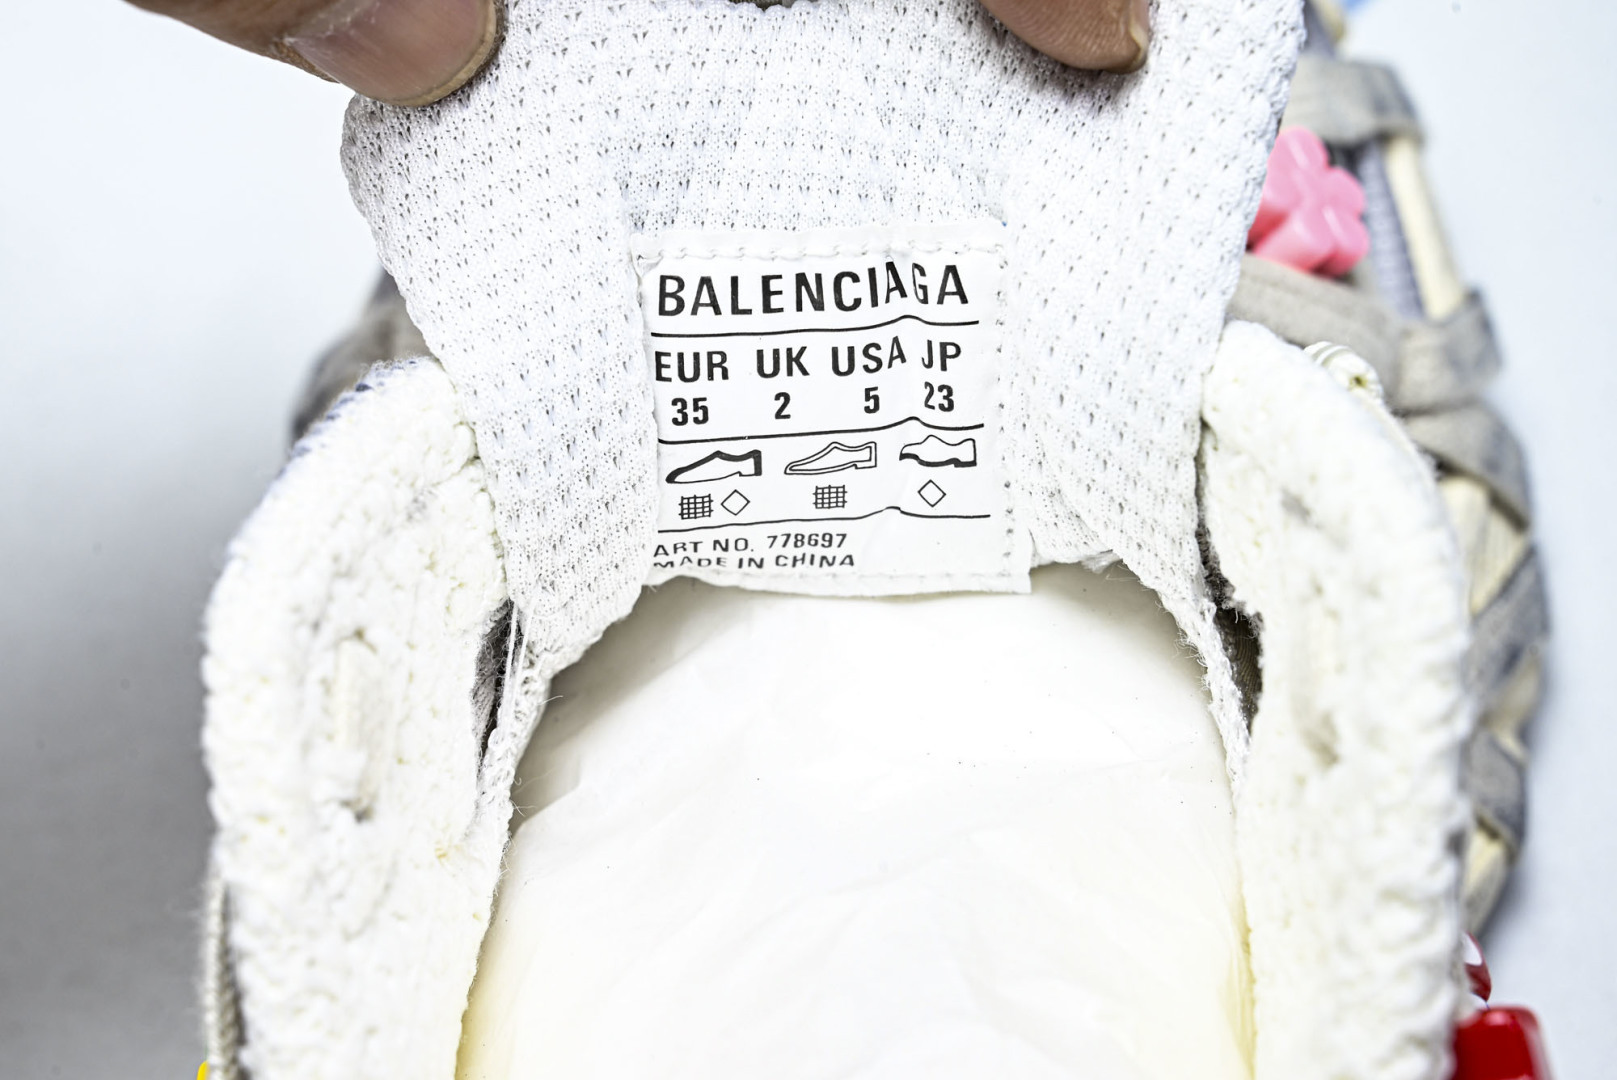 BALENCIAGA
EUR UK USA JP
35 2 5 23
ART NO. 778697
MADE IN CHINA